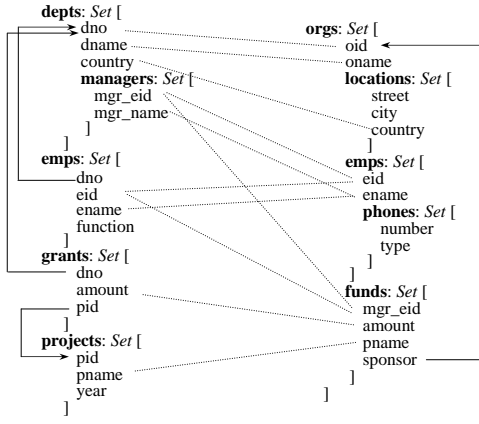 depts: Set [
dno
dname
country
managers: Set [
mgr_eid
mgr_name
]
]
emps: Set [
dno
eid
ename
function
]
grants: Set [
dno
amount
pid
]
projects: Set [
pid
pname
year
]
orgs: Set [
oid
oname
locations: Set [
street
city
country
]
emps: Set [
eid
ename
phones: Set [
number
type
]
]
funds: Set [
mgr_eid
amount
pname
sponsor
]
]